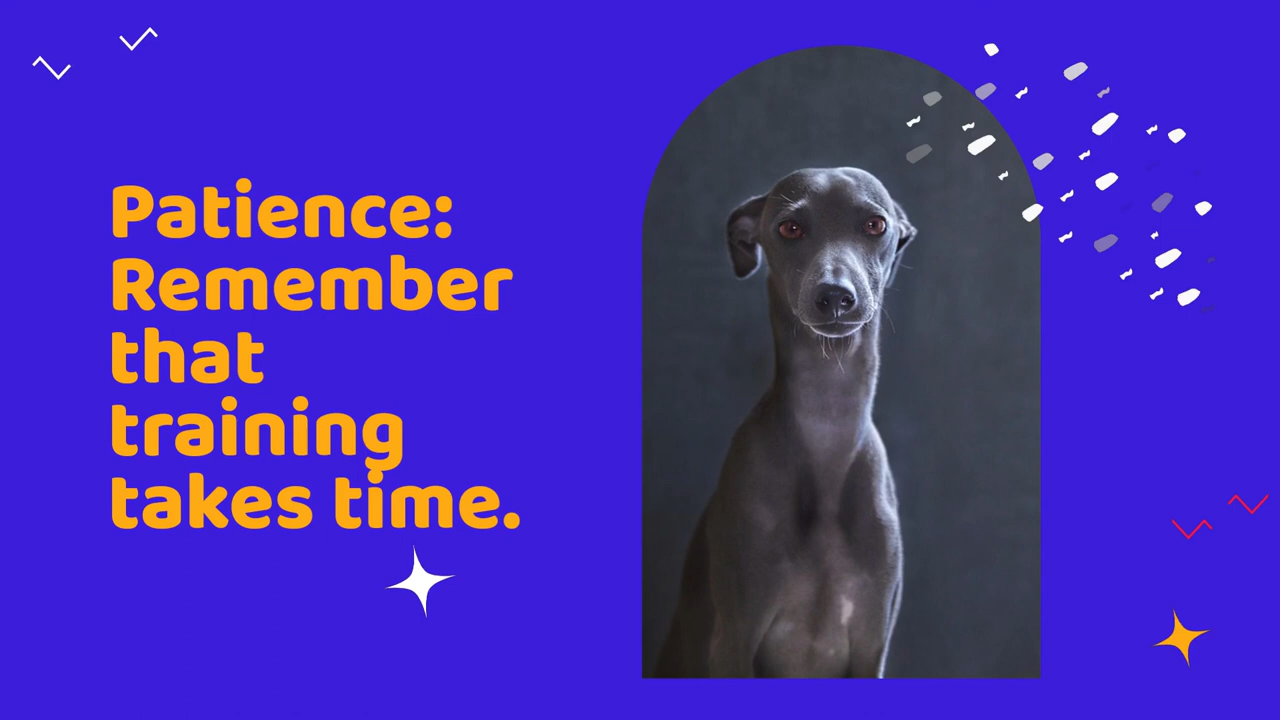 Patience:
Remember
that
training
takes time.